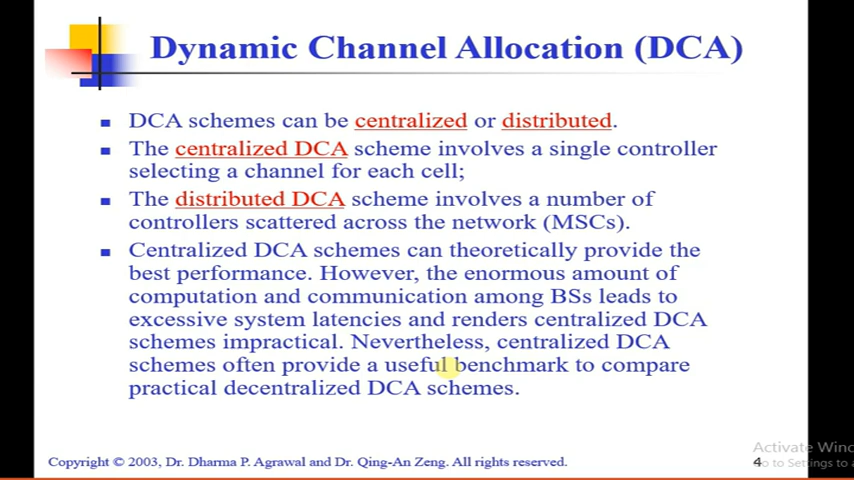 Dynamic Channel Allocation (DCA)
DCA schemes can be centralized or distributed.
The centralized DCA scheme involves a single controller
selecting a channel for each cell;
The distributed DCA scheme involves a number of
controllers scattered across the network (MSCs).
Centralized DCA schemes can theoretically provide the
best performance. However, the enormous amount of
computation and communication among BSs leads to
excessive system latencies and renders centralized DCA
schemes impractical. Nevertheless, centralized DCA
schemes often provide a useful benchmark to compare
practical decentralized DCA schemes.
Activate
Copyright © 2003, Dr. Dharma P. Agrawal and Dr. Qing-An Zeng. All rights reserved.
4
to Settings to